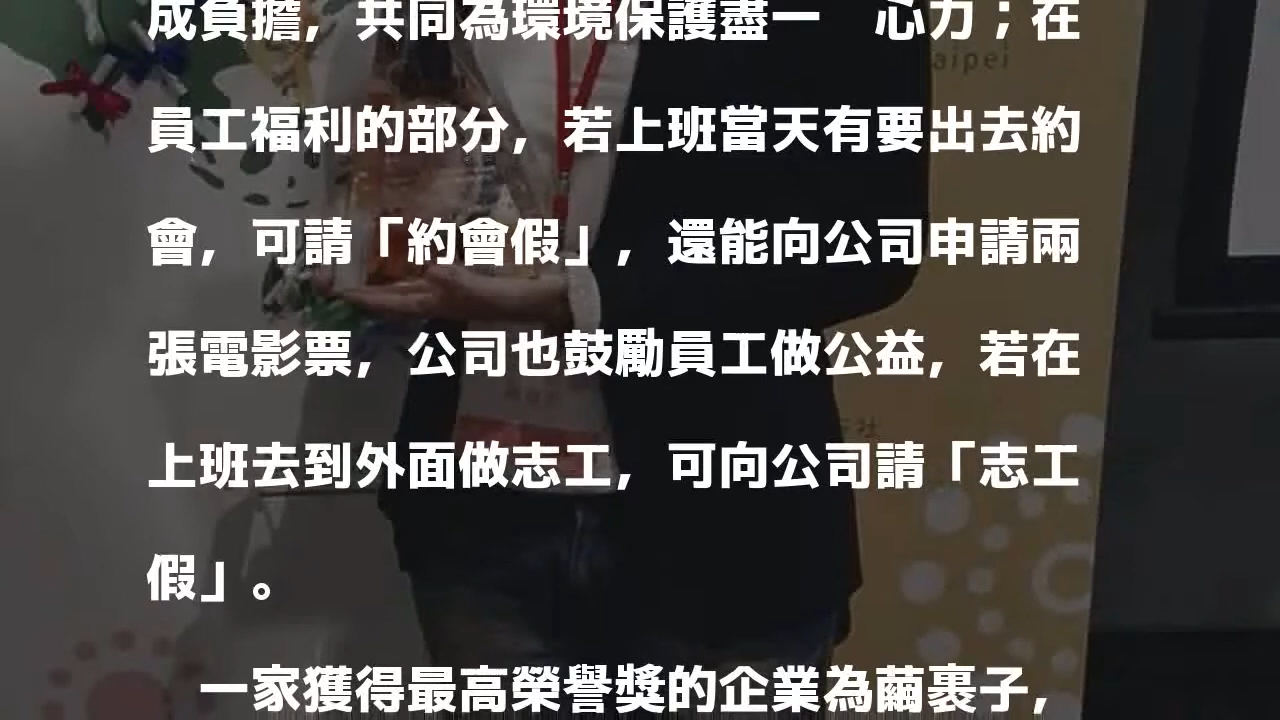 成負擔，共同為環境保護盡一　心力；在
aipei
員工福利的部分，若上班當天有要出去約
會，可請「約會假」，還能向公司申請兩
張電影票，公司也鼓勵員工做公益，若在
上班去到外面做志工，可向公司請「志工
假」。
一家獲得最高榮譽獎的企業為繭裹子，